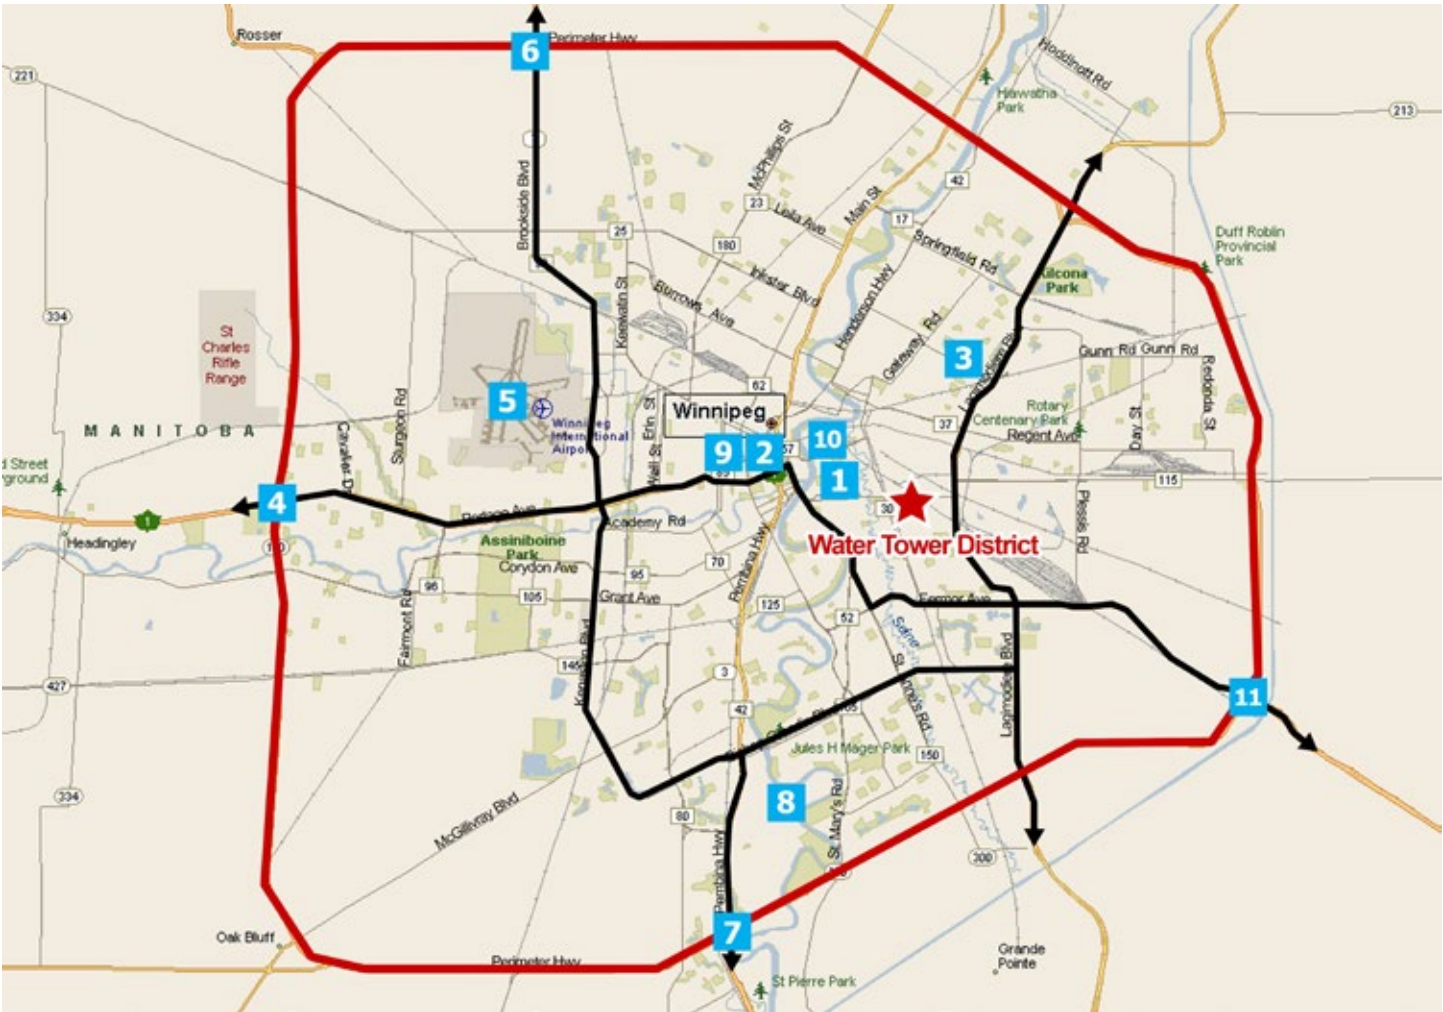 6
Perimeter Hwy
Rosser
Hoddinott Rd
221
Hiawatha
Park
213
McPhillips St
Brookside Blvd
42
23
Leila Ave
Main St
17
25
180
Springfield Rd
Duff Roblin
Provincial
Park
Inkster Blvd
Kilcona
Park
Keewatin St
Burrows Ave
Henderson Hwy
334
St
Charles
Rifle
Range
Gateway Rd
3
Gunn Rd
Gunn Rd
Redonda St
62
5
Winnipeg
Winnipeg
International
Airport
Rotary
Centenary Park
Regent Ave
Day St
37
MANITOBA
Sturgeon Rd
Erin St
Wall St
10
9
2
57
1
115
4
30
Plessis Rd
1
Portage Ave
Academy Rd
Water Tower District
Headingley
Assiniboine
Park
Corydon Ave
70
Pembina Hwy
95
96
105
Grant Ave
125
Fermor Ave
52
Fairmont Rd
Seine
Kenaston Blvd
St Anne's Rd
Lagimodiere Blvd
427
3
42
11
Jules H Mager Park
150
334
8
McGillivray Blvd
80
St Mary's Rd
300
Pembina Hwy
7
Oak Bluff
Perimeter Hwy
Grande
Pointe
St Pierre Park